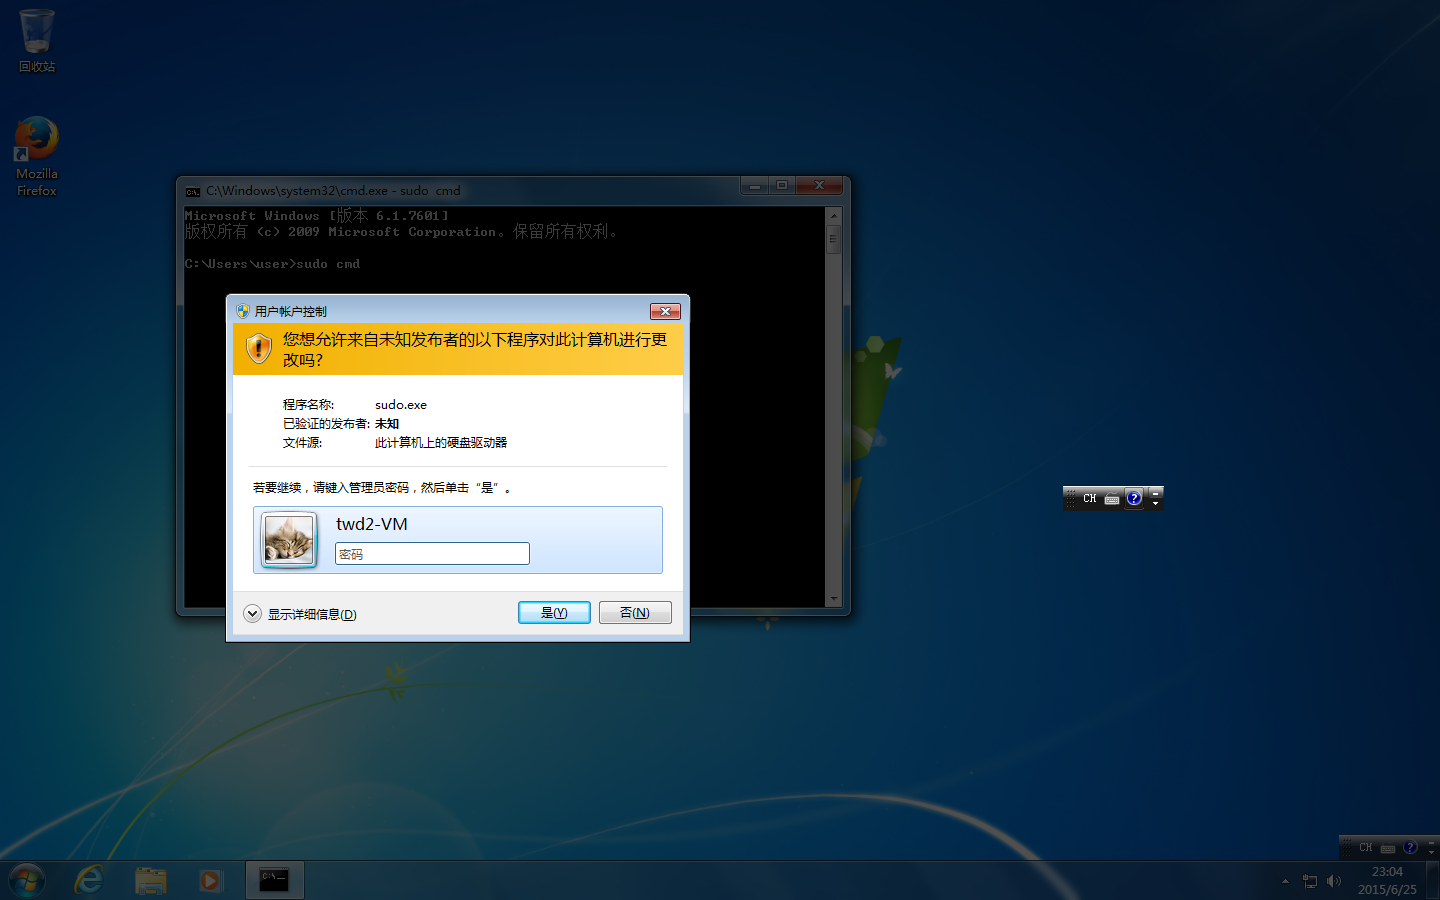 回收站
Mozilla
Firefox
C:\Windows\system32\cmd.exe - sudo  cmd
Microsoft Windows [版本 6.1.7601]
版权所有 (c) 2009 Microsoft Corporation。保留所有权利。
C:\Users\user>sudo cmd
用户帐户控制
您想允许来自未知发布者的以下程序对此计算机进行更
改吗?
程序名称: sudo.exe
已验证的发布者: 未知
文件源: 此计算机上的硬盘驱动器
若要继续，请键入管理员密码，然后单击“是”。
twd2-VM
密码
显示详细信息(D)
是(Y)
否(N)
CH
CH
23:04
2015/6/25